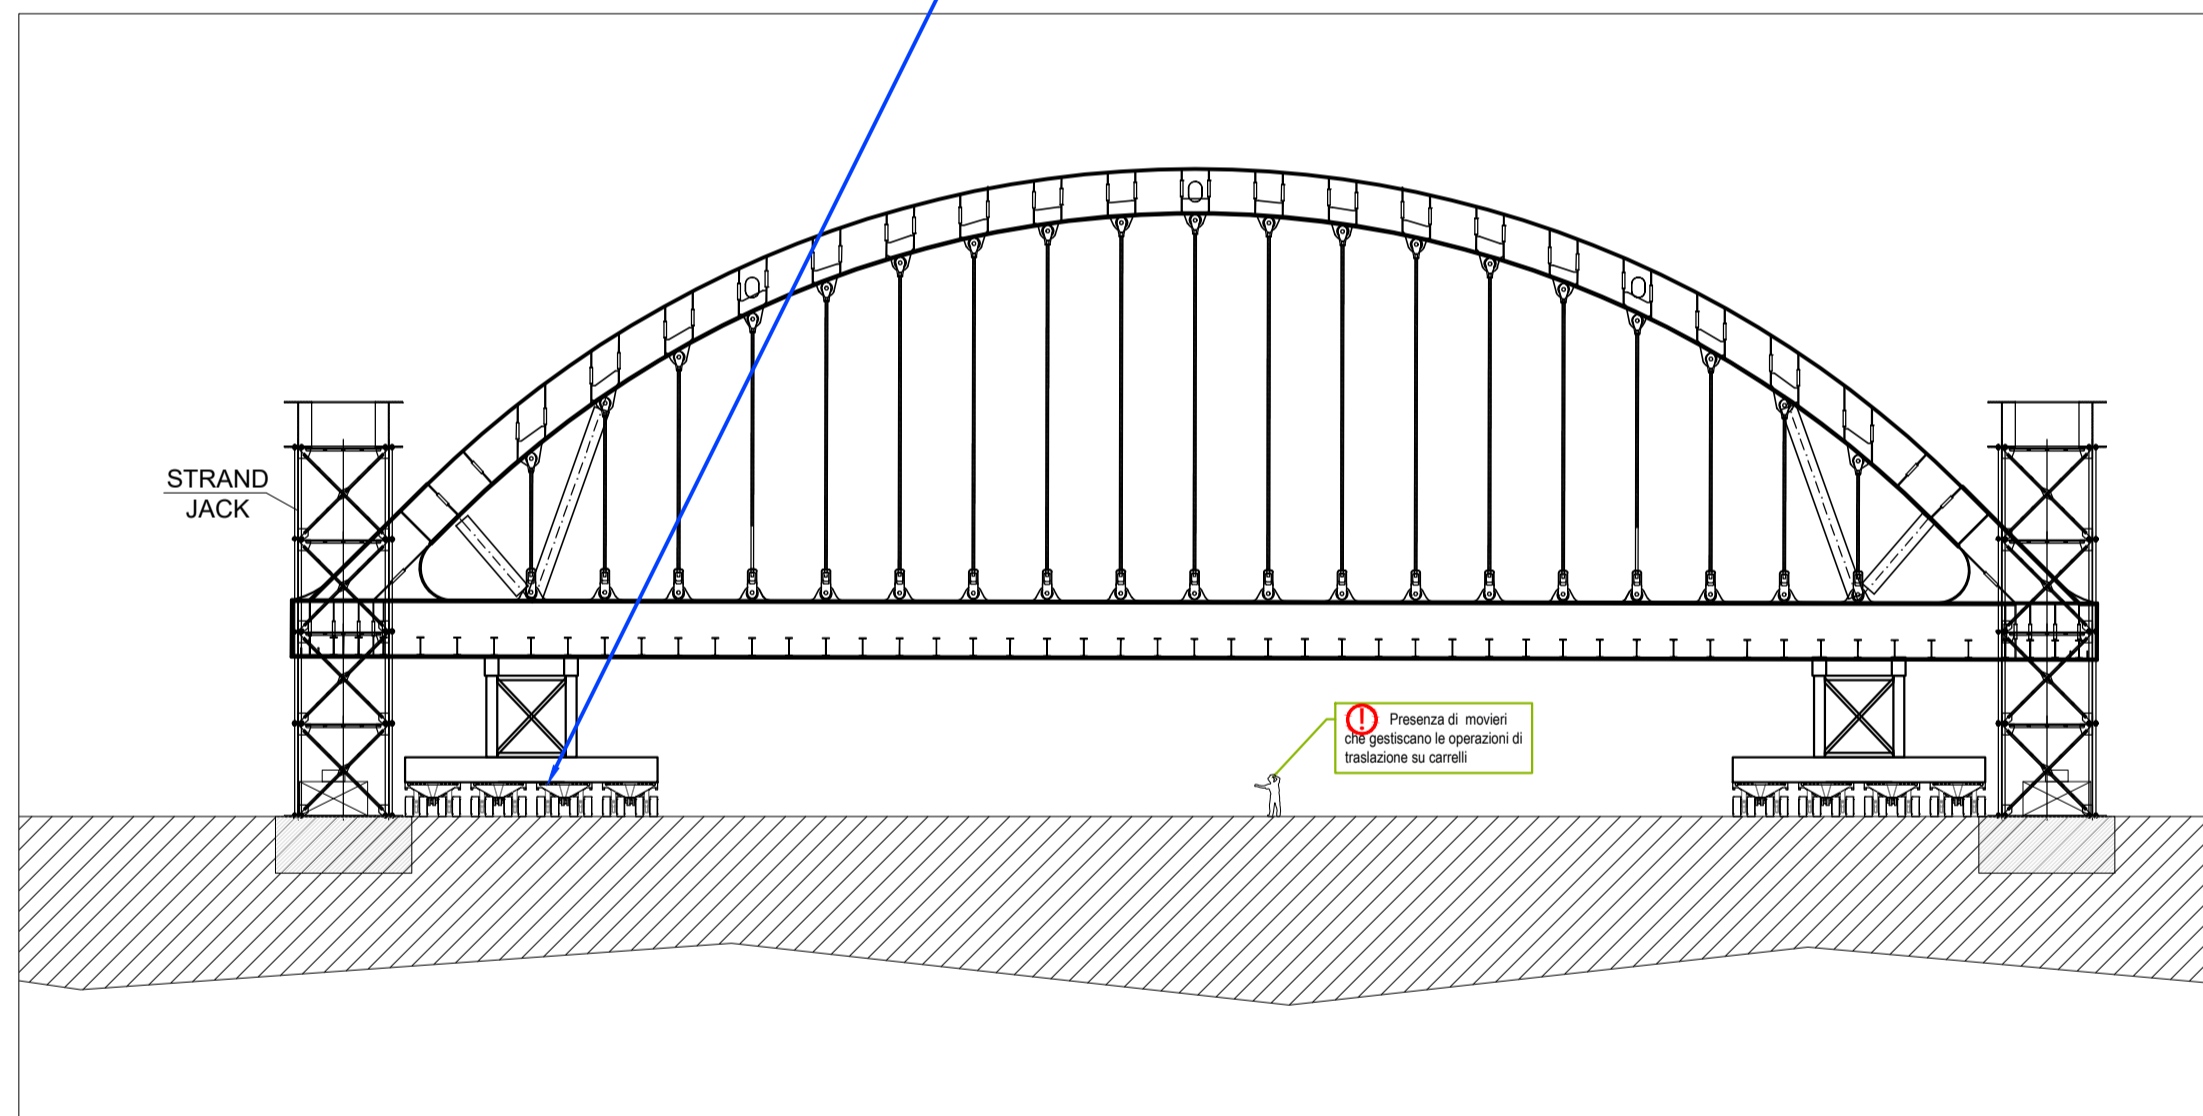 STRAND
JACK
! Presenza di movieri
che gestiscano le operazioni di
traslazione su carrelli